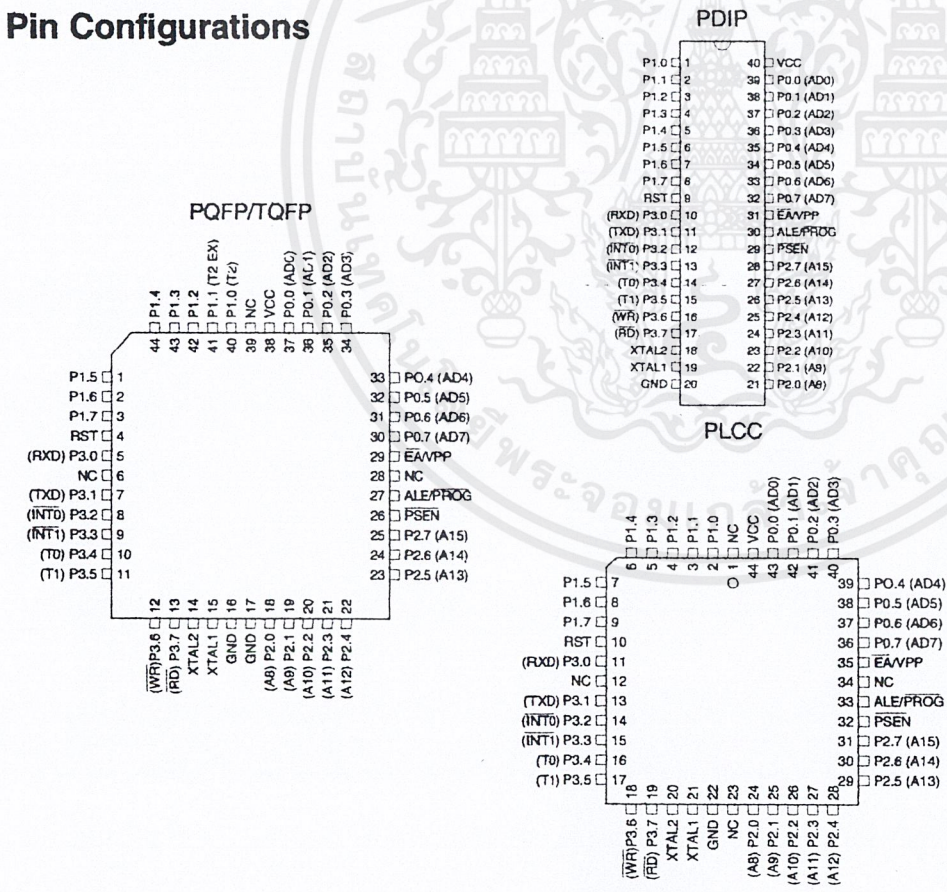 Pin Configurations
PDIP
P1.0 1 40 VCC
P1.1 2 39 P0.0 (AD0)
P1.2 3 38 P0.1 (AD1)
P1.3 4 37 P0.2 (AD2)
P1.4 5 36 P0.3 (AD3)
P1.5 6 35 P0.4 (AD4)
P1.6 7 34 P0.5 (AD5)
P1.7 8 33 P0.6 (AD6)
RST 9 32 P0.7 (AD7)
(RXD) P3.0 10 31 EA/VPP
(TXD) P3.1 11 30 ALE/PROG
(INT0) P3.2 12 29 PSEN
(INT1) P3.3 13 28 P2.7 (A15)
(T0) P3.4 14 27 P2.6 (A14)
(T1) P3.5 15 26 P2.5 (A13)
(WR) P3.6 16 25 P2.4 (A12)
(RD) P3.7 17 24 P2.3 (A11)
XTAL2 18 23 P2.2 (A10)
XTAL1 19 22 P2.1 (A9)
GND 20 21 P2.0 (A8)
PQFP/TQFP
P1.4 44
P1.3 43
P1.2 42
P1.1 (T2 EX) 41
P1.0 (T2) 40
NC 39
VCC 38
P0.0 (AD0) 37
P0.1 (AD1) 36
P0.2 (AD2) 35
P0.3 (AD3) 34
P1.5 1 33 P0.4 (AD4)
P1.6 2 32 P0.5 (AD5)
P1.7 3 31 P0.6 (AD6)
RST 4 30 P0.7 (AD7)
(RXD) P3.0 5 29 EA/VPP
NC 6 28 NC
(TXD) P3.1 7 27 ALE/PROG
(INT0) P3.2 8 26 PSEN
(INT1) P3.3 9 25 P2.7 (A15)
(T0) P3.4 10 24 P2.6 (A14)
(T1) P3.5 11 23 P2.5 (A13)
(WR)P3.6 12
(RD) P3.7 13
XTAL2 14
XTAL1 15
GND 16
GND 17
(A8) P2.0 18
(A9) P2.1 19
(A10) P2.2 20
(A11) P2.3 21
(A12) P2.4 22
PLCC
P1.4 6
P1.3 5
P1.2 4
P1.1 3
P1.0 2
NC 1
VCC 44
P0.0 (AD0) 43
P0.1 (AD1) 42
P0.2 (AD2) 41
P0.3 (AD3) 40
P1.5 7 39 P0.4 (AD4)
P1.6 8 38 P0.5 (AD5)
P1.7 9 37 P0.6 (AD6)
RST 10 36 P0.7 (AD7)
(RXD) P3.0 11 35 EA/VPP
NC 12 34 NC
(TXD) P3.1 13 33 ALE/PROG
(INT0) P3.2 14 32 PSEN
(INT1) P3.3 15 31 P2.7 (A15)
(T0) P3.4 16 30 P2.6 (A14)
(T1) P3.5 17 29 P2.5 (A13)
(WR)P3.6 18
(RD) P3.7 19
XTAL2 20
XTAL1 21
GND 22
NC 23
(A8) P2.0 24
(A9) P2.1 25
(A10) P2.2 26
(A11) P2.3 27
(A12) P2.4 28